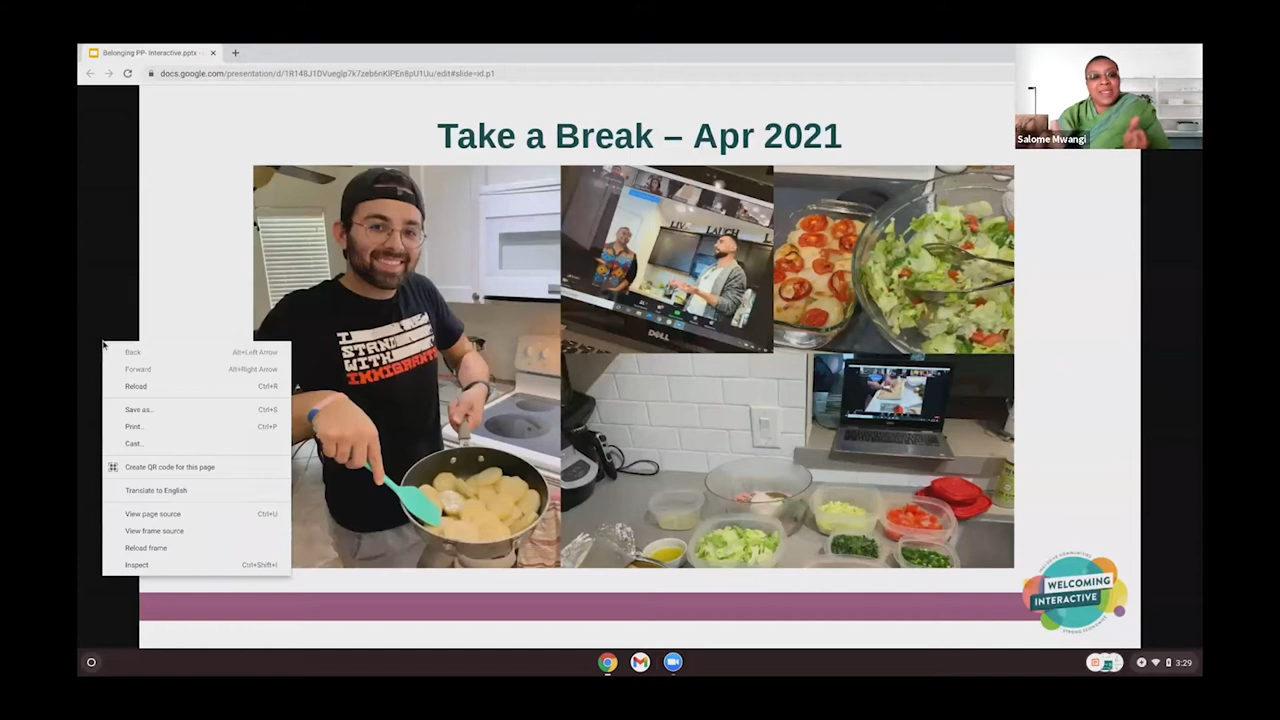 Belonging PP- Interactive.pptx -
docs.google.com/presentation/d/1R148J1DVueglp7k7zeb6nKlPEn8pU1Uu/edit#slide=id.p1
Salome Mwangi
Take a Break – Apr 2021
LAUGH
DELL
I
STAND
WITH
IMMIGRANTS
Back Alt+Left Arrow
Forward Alt+Right Arrow
Reload Ctrl+R
Save as... Ctrl+S
Print... Ctrl+P
Cast...
Create QR code for this page
Translate to English
View page source Ctrl+U
View frame source
Reload frame
Inspect Ctrl+Shift+I
WELCOMING
INTERACTIVE
STRONG ECONOMIES
3:29